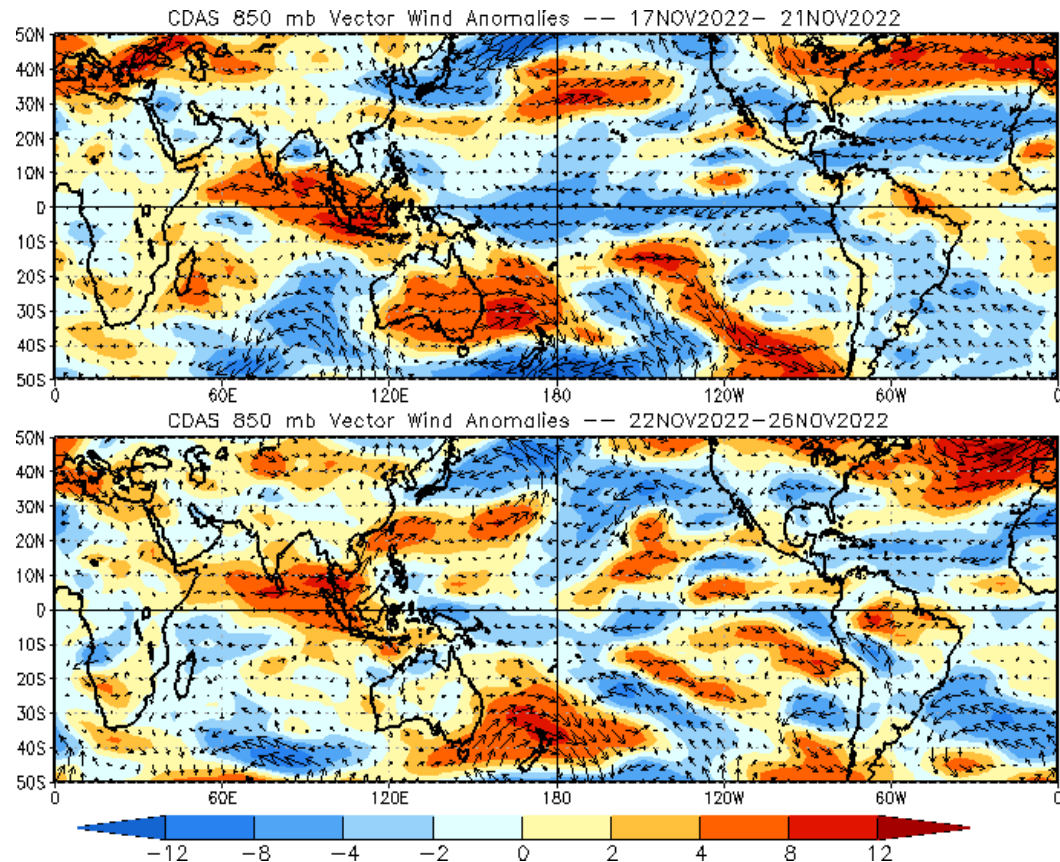 CDAS 850 mb Vector Wind Anomalies -- 17NOV2022- 21NOV2022
50N
40N
30N
20N
10N
0
10S
20S
30S
40S
50S
0 60E 120E 180 120W 60W 0
CDAS 850 mb Vector Wind Anomalies -- 22NOV2022-26NOV2022
50N
40N
30N
20N
10N
0
10S
20S
30S
40S
50S
0 60E 120E 180 120W 60W 0
-12 -8 -4 -2 0 2 4 8 12